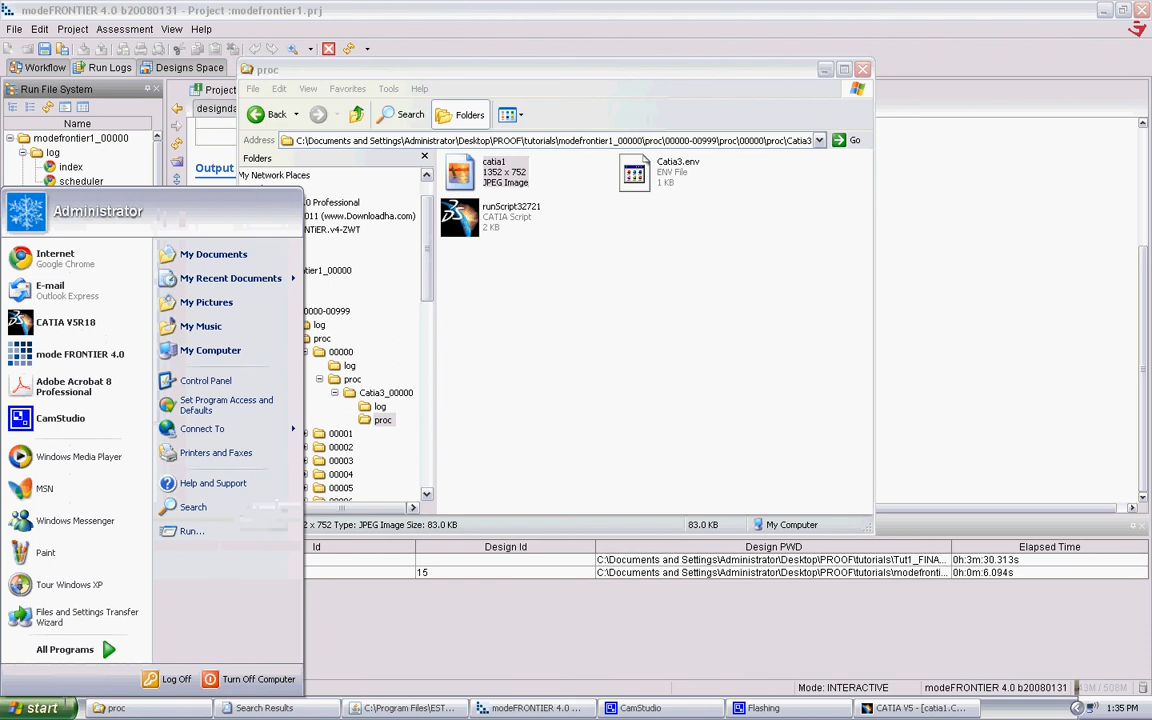 modeFRONTIER 4.0 b20080131 - Project :modefrontier1.prj
File Edit Project Assessment View Help
Workflow Run Logs Designs Space
Run File System
Name
modefrontier1_00000
log
index
scheduler
Project
designda
Output
proc
File Edit View Favorites Tools Help
Back Search Folders
Address C:\Documents and Settings\Administrator\Desktop\PROOF\tutorials\modefrontier1_00000\proc\00000-00999\proc\00000\proc\Catia3 Go
Folders
My Network Places
.0 Professional
011 (www.Downloadha.com)
NTiER.v4-ZWT
tier1_00000
0000-00999
log
proc
00000
log
proc
Catia3_00000
log
proc
00001
00002
00003
00004
00005
catia1
1352 x 752
JPEG Image
Catia3.env
ENV File
1 KB
runScript32721
CATIA Script
2 KB
x 752 Type: JPEG Image Size: 83.0 KB 83.0 KB My Computer
Id Design Id Design PWD Elapsed Time
C:\Documents and Settings\Administrator\Desktop\PROOF\tutorials\Tut1_FINA... 0h:3m:30.313s
15 C:\Documents and Settings\Administrator\Desktop\PROOF\tutorials\modefronti... 0h:0m:6.094s
Administrator
Internet
Google Chrome
E-mail
Outlook Express
CATIA V5R18
mode FRONTIER 4.0
Adobe Acrobat 8
Professional
CamStudio
Windows Media Player
MSN
Windows Messenger
Paint
Tour Windows XP
Files and Settings Transfer
Wizard
All Programs
My Documents
My Recent Documents
My Pictures
My Music
My Computer
Control Panel
Set Program Access and
Defaults
Connect To
Printers and Faxes
Help and Support
Search
Run...
Log Off Turn Off Computer
Mode: INTERACTIVE modeFRONTIER 4.0 b20080131 / 508M
start proc Search Results C:\Program Files\EST... modeFRONTIER 4.0 ... CamStudio Flashing CATIA V5 - [catia1.C... 1:35 PM